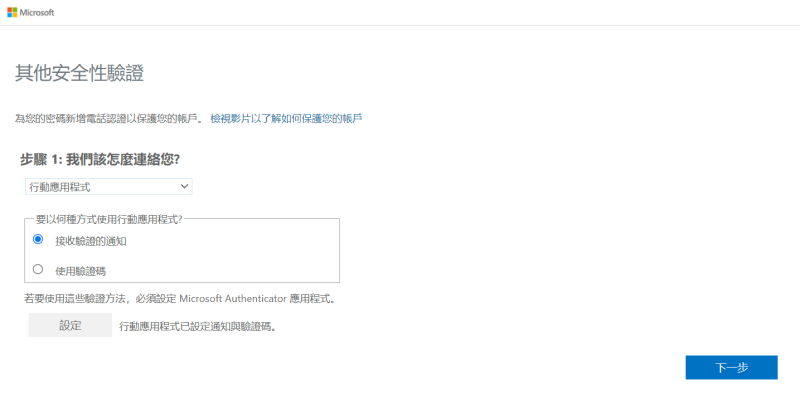 Microsoft
其他安全性驗證
為您的密碼新增電話認證以保護您的帳戶。 檢視影片以了解如何保護您的帳戶
步驟 1: 我們該怎麼連絡您?
行動應用程式
要以何種方式使用行動應用程式?
接收驗證的通知
使用驗證碼
若要使用這些驗證方法，必須設定 Microsoft Authenticator 應用程式。
設定 行動應用程式已設定通知與驗證碼。
下一步